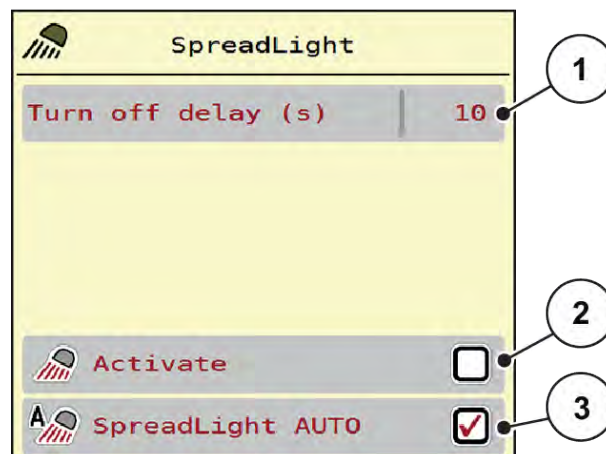 SpreadLight
Turn off delay (s) 10
1
Activate
2
A
SpreadLight AUTO
3